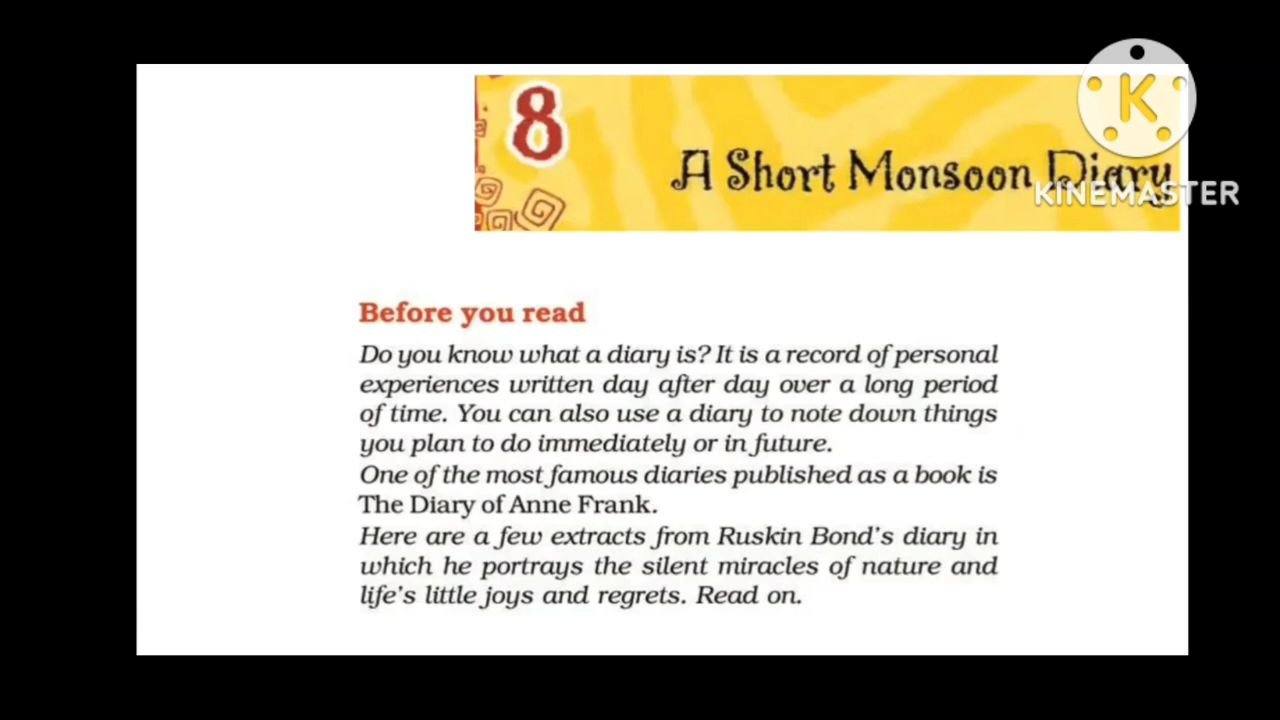 8
A Short Monsoon Diary
K
KINEMASTER
Before you read
Do you know what a diary is? It is a record of personal
experiences written day after day over a long period
of time. You can also use a diary to note down things
you plan to do immediately or in future.
One of the most famous diaries published as a book is
The Diary of Anne Frank.
Here are a few extracts from Ruskin Bond's diary in
which he portrays the silent miracles of nature and
life's little joys and regrets. Read on.